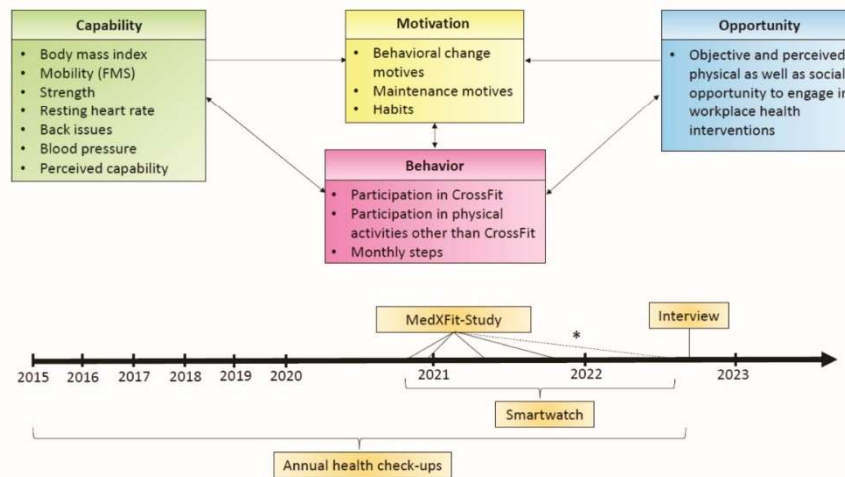 Capability
• Body mass index
• Mobility (FMS)
• Strength
• Resting heart rate
• Back issues
• Blood pressure
• Perceived capability
Motivation
• Behavioral change
motives
• Maintenance motives
• Habits
Opportunity
• Objective and perceived
physical as well as social
opportunity to engage in
workplace health
interventions
Behavior
• Participation in CrossFit
• Participation in physical
activities other than CrossFit
• Monthly steps
MedXFit-Study
*
Interview
2015 2016 2017 2018 2019 2020 2021 2022 2023
Smartwatch
Annual health check-ups